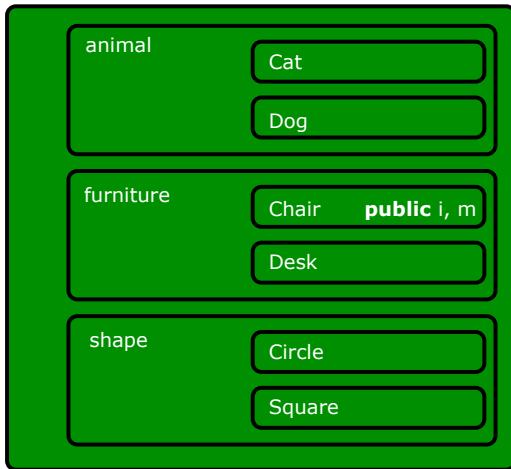 animal
Cat
Dog
furniture
Chair public i, m
Desk
shape
Circle
Square